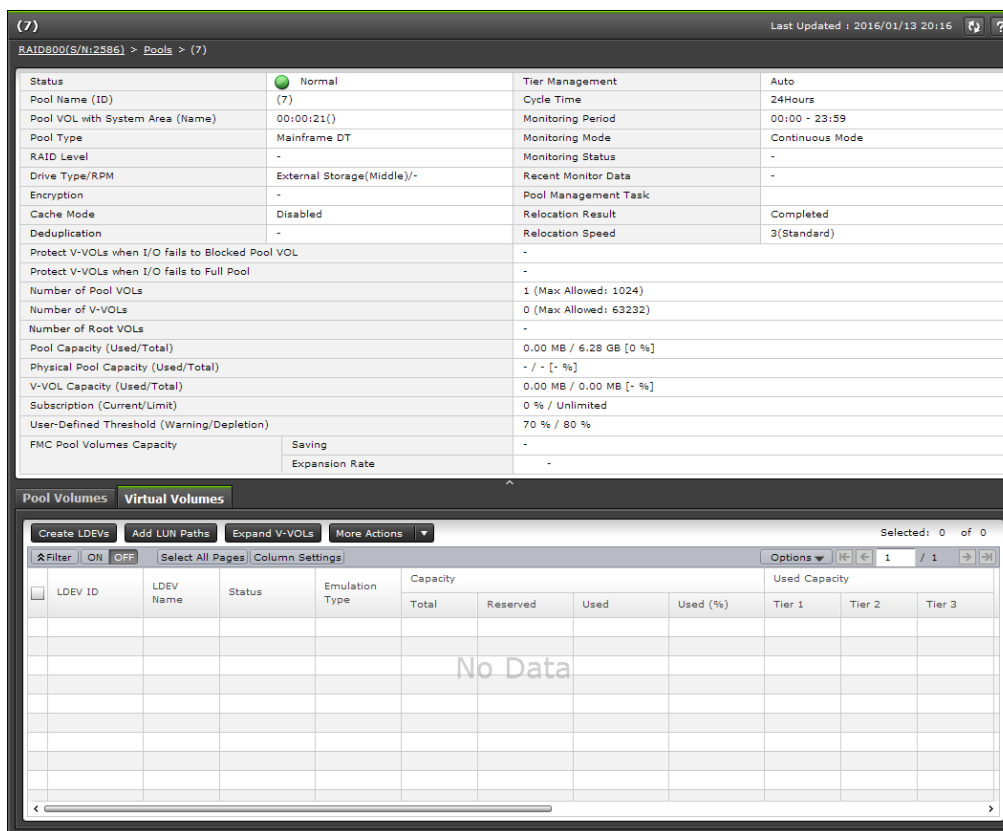 (7) Last Updated : 2016/01/13 20:16 ?
RAID800(S/N:2586) > Pools > (7)
Status Normal Tier Management Auto
Pool Name (ID) (7) Cycle Time 24Hours
Pool VOL with System Area (Name) 00:00:21() Monitoring Period 00:00 - 23:59
Pool Type Mainframe DT Monitoring Mode Continuous Mode
RAID Level - Monitoring Status -
Drive Type/RPM External Storage(Middle)/- Recent Monitor Data -
Encryption - Pool Management Task
Cache Mode Disabled Relocation Result Completed
Deduplication - Relocation Speed 3(Standard)
Protect V-VOLs when I/O fails to Blocked Pool VOL -
Protect V-VOLs when I/O fails to Full Pool -
Number of Pool VOLs 1 (Max Allowed: 1024)
Number of V-VOLs 0 (Max Allowed: 63232)
Number of Root VOLs -
Pool Capacity (Used/Total) 0.00 MB / 6.28 GB [0 %]
Physical Pool Capacity (Used/Total) - / - [- %]
V-VOL Capacity (Used/Total) 0.00 MB / 0.00 MB [- %]
Subscription (Current/Limit) 0 % / Unlimited
User-Defined Threshold (Warning/Depletion) 70 % / 80 %
FMC Pool Volumes Capacity Saving -
Expansion Rate -
Pool Volumes Virtual Volumes
Create LDEVs Add LUN Paths Expand V-VOLs More Actions Selected: 0 of 0
Filter ON OFF Select All Pages Column Settings Options 1 / 1
LDEV ID LDEV Name Status Emulation Type Capacity Used Capacity
Total Reserved Used Used (%) Tier 1 Tier 2 Tier 3
No Data